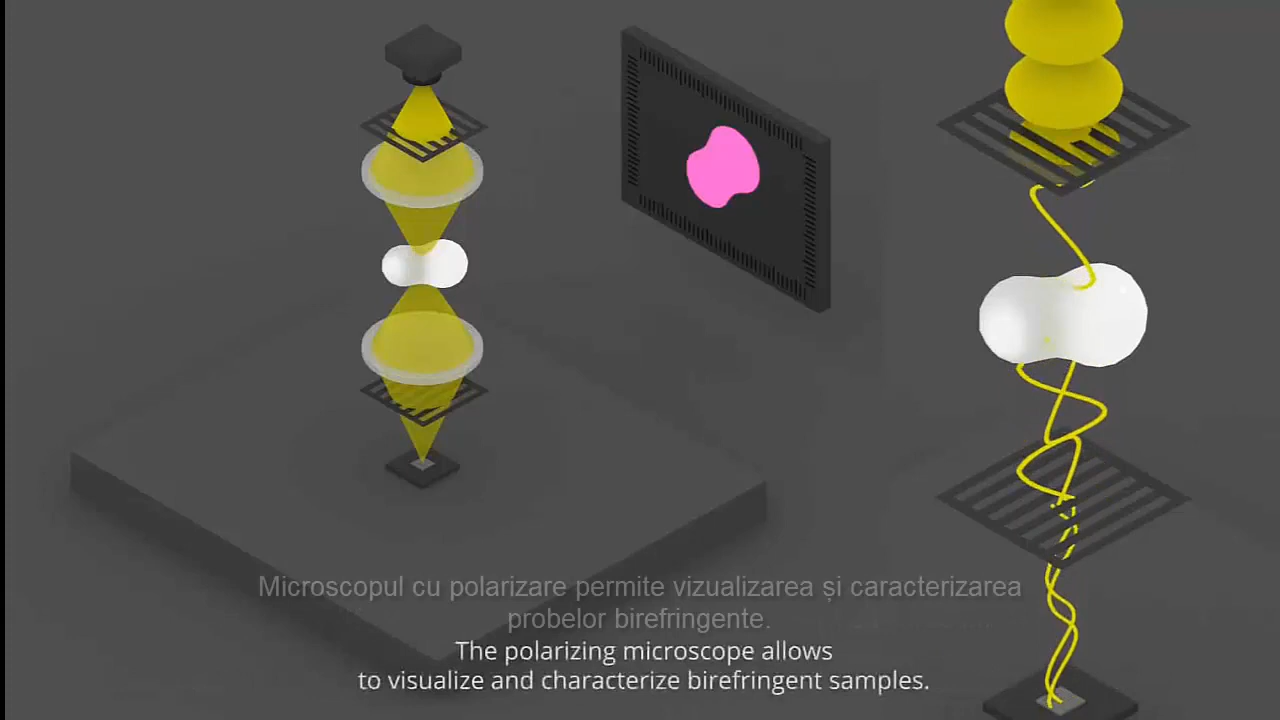 Microscopul cu polarizare permite vizualizarea și caracterizarea
probelor birefringente.
The polarizing microscope allows
to visualize and characterize birefringent samples.